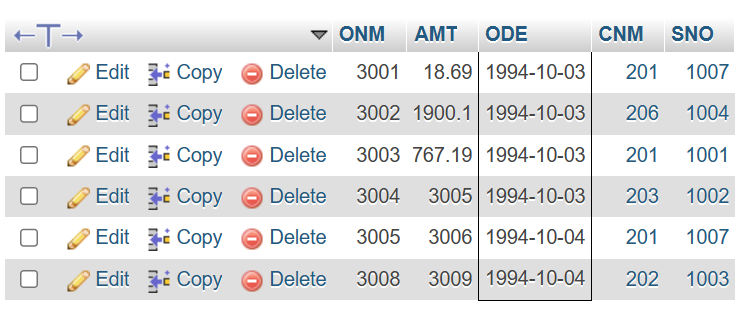 ONM AMT ODE CNM SNO
Edit Copy Delete 3001 18.69 1994-10-03 201 1007
Edit Copy Delete 3002 1900.1 1994-10-03 206 1004
Edit Copy Delete 3003 767.19 1994-10-03 201 1001
Edit Copy Delete 3004 3005 1994-10-03 203 1002
Edit Copy Delete 3005 3006 1994-10-04 201 1007
Edit Copy Delete 3008 3009 1994-10-04 202 1003